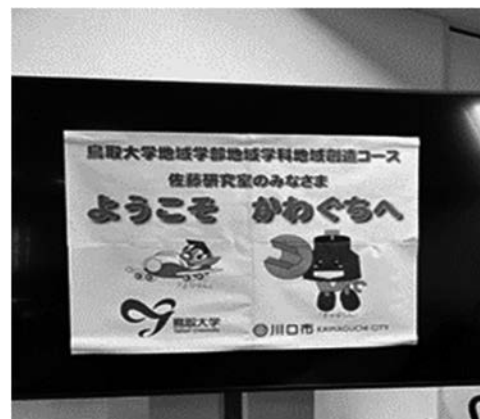 鳥取大学地域学部地域学科地域創造コース
佐藤研究室のみなさま
ようこそ かわぐちへ
鳥取大学
川口市 KAWAGUCHI CITY